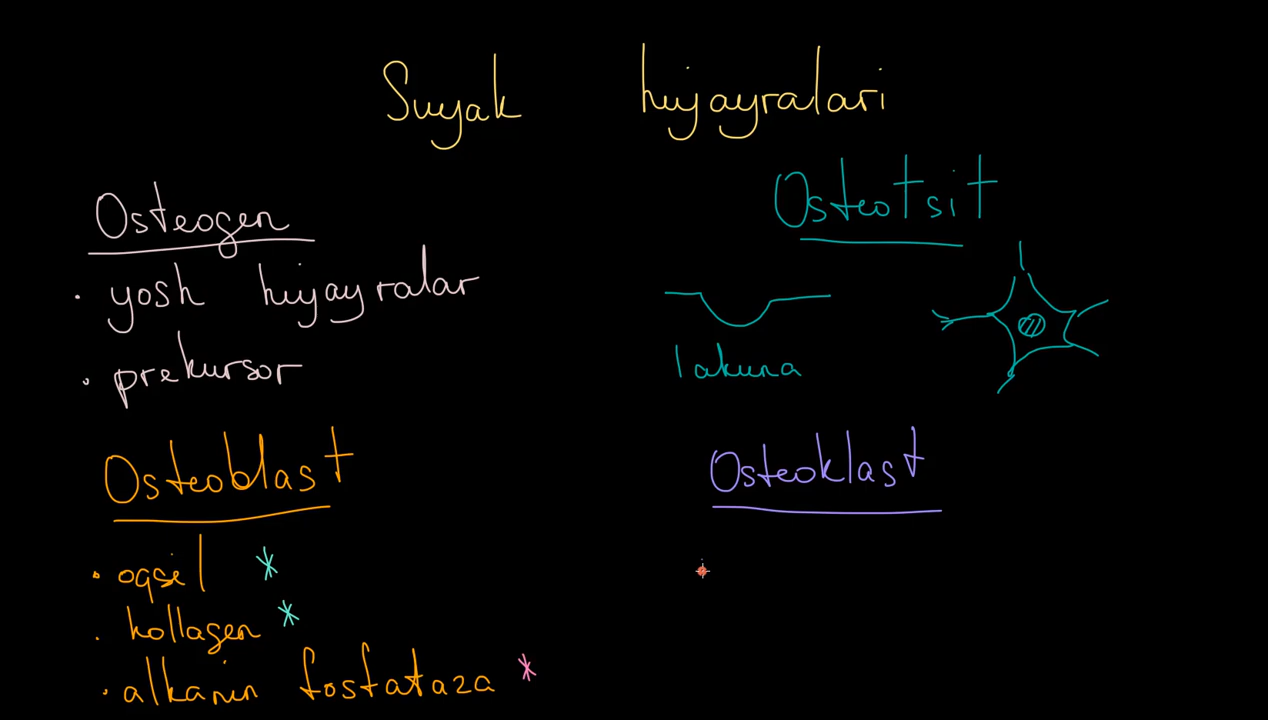 Suyak hujayralari
Osteogen
• yosh hujayralar
• prekursor
Osteoblast
• oqsil *
• kollagen *
• alkanin fosfataza *
Osteotsit
lakuna
Osteoklast